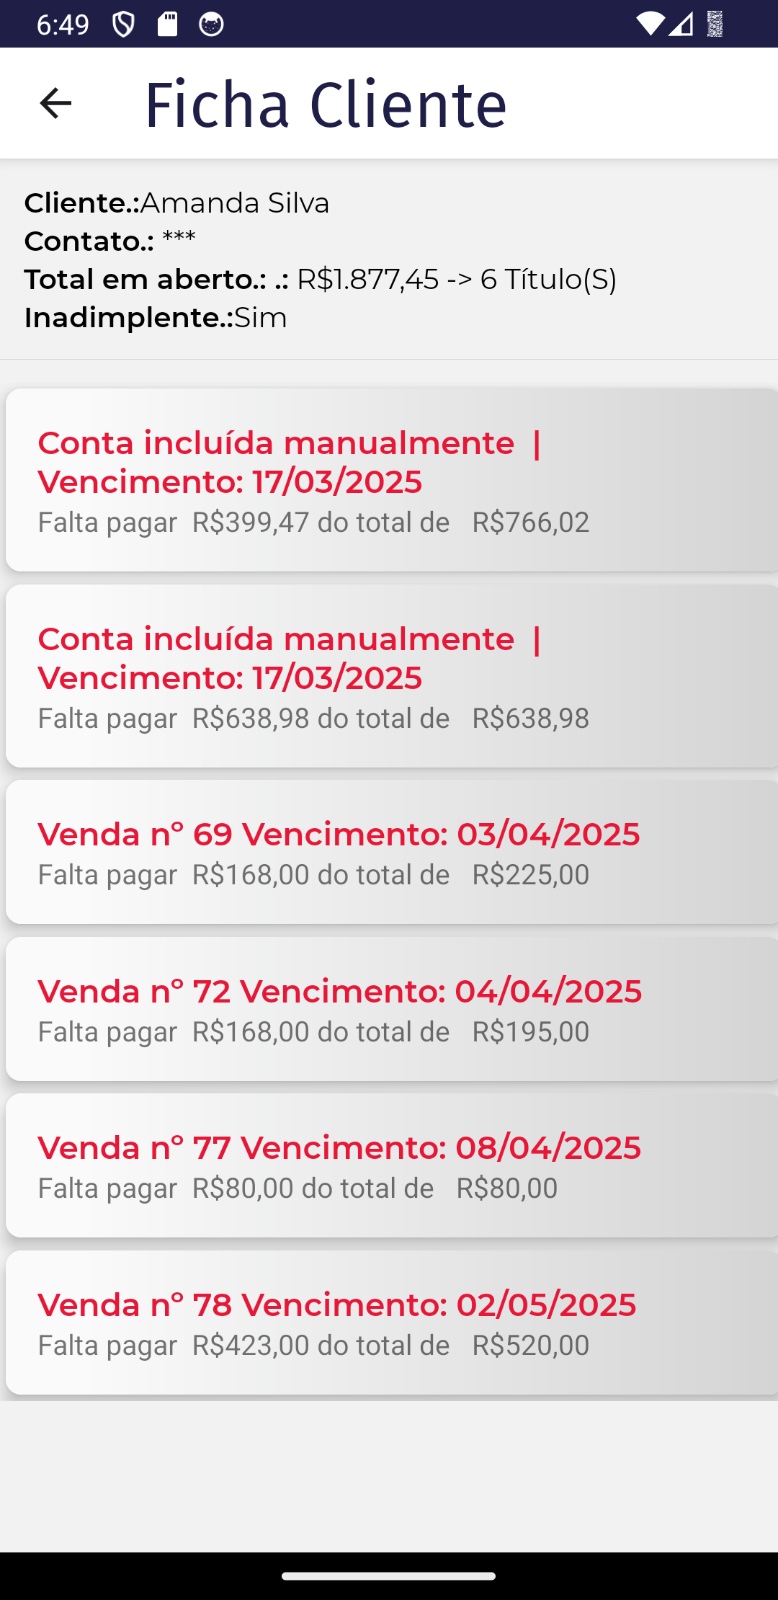 6:49
Ficha Cliente
Cliente.:Amanda Silva
Contato.: ***
Total em aberto.: .: R$1.877,45 -> 6 Título(S)
Inadimplente.:Sim
Conta incluída manualmente |
Vencimento: 17/03/2025
Falta pagar R$399,47 do total de R$766,02
Conta incluída manualmente |
Vencimento: 17/03/2025
Falta pagar R$638,98 do total de R$638,98
Venda nº 69 Vencimento: 03/04/2025
Falta pagar R$168,00 do total de R$225,00
Venda nº 72 Vencimento: 04/04/2025
Falta pagar R$168,00 do total de R$195,00
Venda nº 77 Vencimento: 08/04/2025
Falta pagar R$80,00 do total de R$80,00
Venda nº 78 Vencimento: 02/05/2025
Falta pagar R$423,00 do total de R$520,00